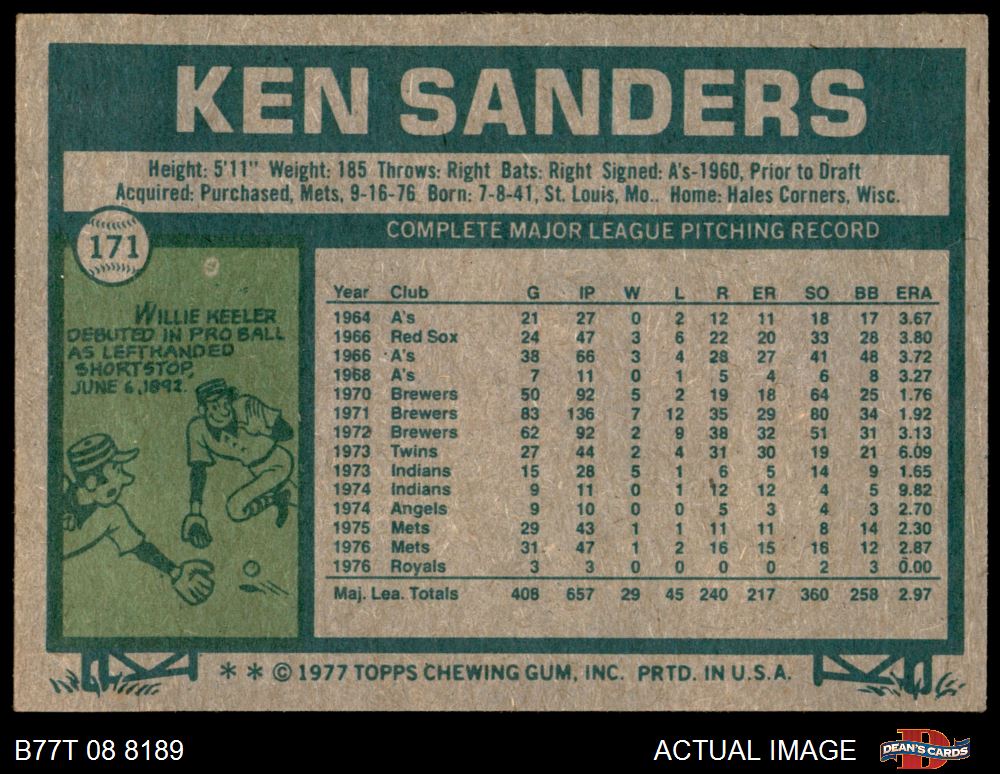 KEN SANDERS
Height: 5'11" Weight: 185 Throws: Right Bats: Right Signed: A's-1960, Prior to Draft
Acquired: Purchased, Mets, 9-16-76 Born: 7-8-41, St. Louis, Mo.. Home: Hales Corners, Wisc.
171
COMPLETE MAJOR LEAGUE PITCHING RECORD
WILLIE KEELER
DEBUTED IN PRO BALL
AS LEFTHANDED
SHORTSTOP,
JUNE 6, 1892.
Year Club G IP W L R ER SO BB ERA
1964 A's 21 27 0 2 12 11 18 17 3.67
1966 Red Sox 24 47 3 6 22 20 33 28 3.80
1966 A's 38 66 3 4 28 27 41 48 3.72
1968 A's 7 11 0 1 5 4 6 8 3.27
1970 Brewers 50 92 5 2 19 18 64 25 1.76
1971 Brewers 83 136 7 12 35 29 80 34 1.92
1972 Brewers 62 92 2 9 38 32 51 31 3.13
1973 Twins 27 44 2 4 31 30 19 21 6.09
1973 Indians 15 28 5 1 6 5 14 9 1.65
1974 Indians 9 11 0 1 12 12 4 5 9.82
1974 Angels 9 10 0 0 5 3 4 3 2.70
1975 Mets 29 43 1 1 11 11 8 14 2.30
1976 Mets 31 47 1 2 16 15 16 12 2.87
1976 Royals 3 3 0 0 0 0 2 3 0.00
Maj. Lea. Totals 408 657 29 45 240 217 360 258 2.97
* * © 1977 TOPPS CHEWING GUM, INC. PRTD. IN U.S.A.
B77T 08 8189
ACTUAL IMAGE
DEAN'S CARDS